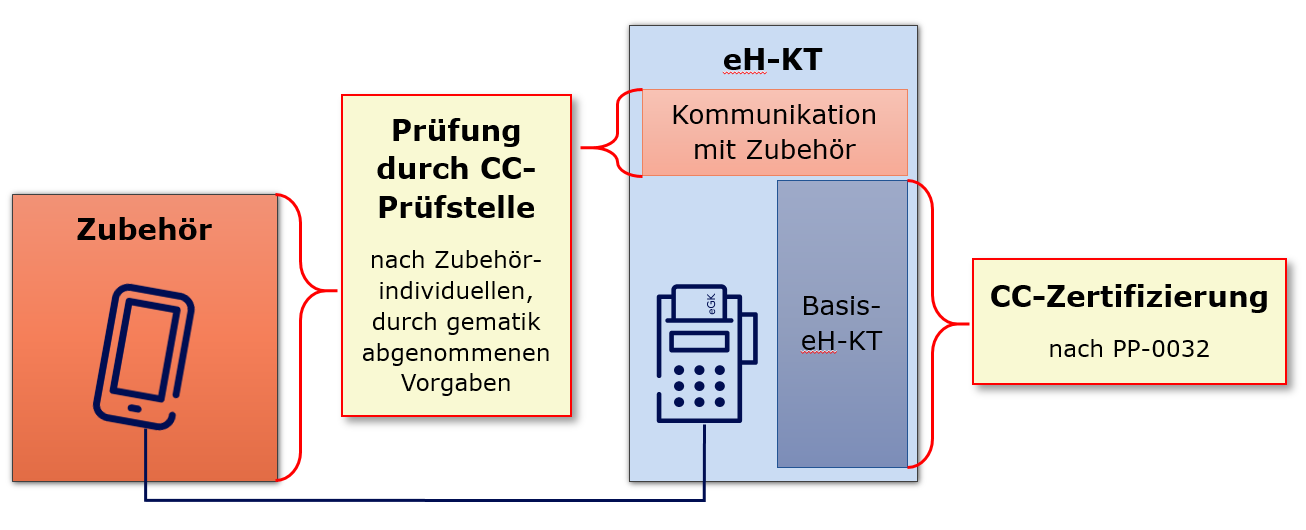 Zubehör
Prüfung
durch CC-
Prüfstelle
nach Zubehör-
individuellen,
durch gematik
abgenommenen
Vorgaben
eH-KT
Kommunikation
mit Zubehör
eGK
Basis-
eH-KT
CC-Zertifizierung
nach PP-0032